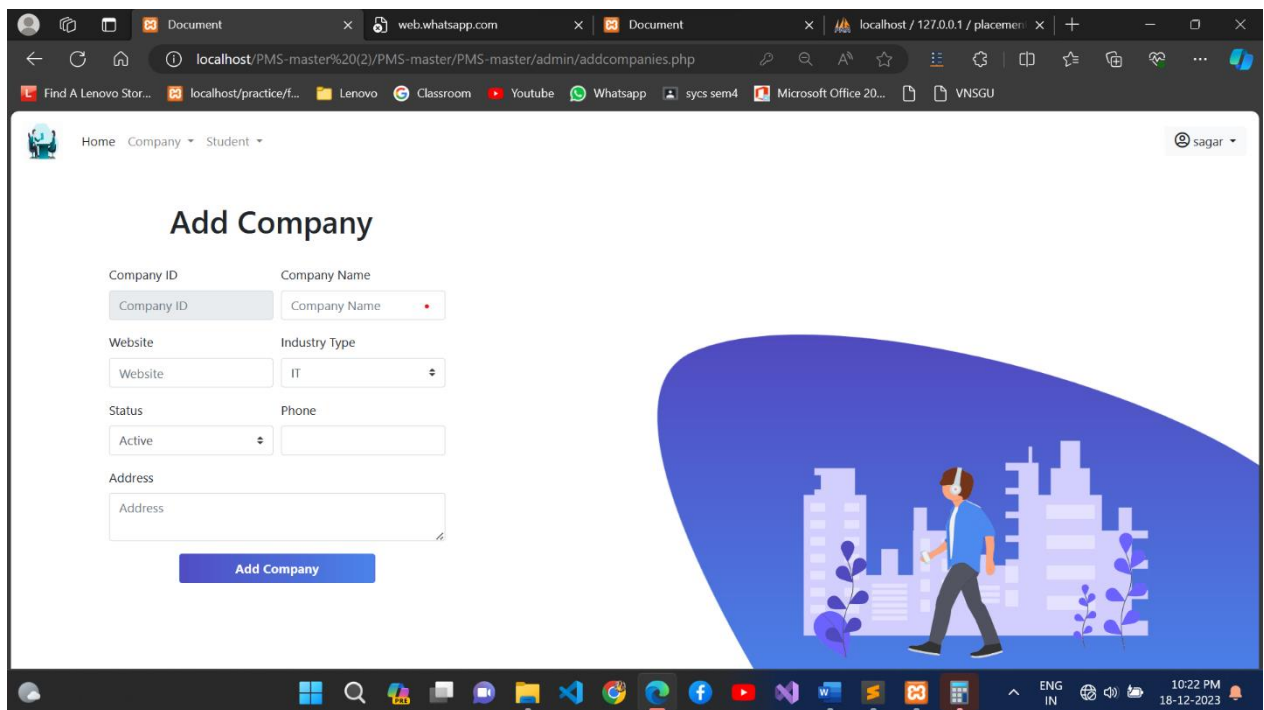 Document
web.whatsapp.com
Document
localhost / 127.0.0.1 / placemen
localhost/PMS-master%20(2)/PMS-master/PMS-master/admin/addcompanies.php
Find A Lenovo Stor...
localhost/practice/f...
Lenovo
Classroom
Youtube
Whatsapp
sycs sem4
Microsoft Office 20...
VNSGU
Home
Company
Student
sagar
Add Company
Company ID
Company Name
Company ID
Company Name
Website
Industry Type
Website
IT
Status
Phone
Active
Address
Address
Add Company
PRE
ENG
IN
10:22 PM
18-12-2023